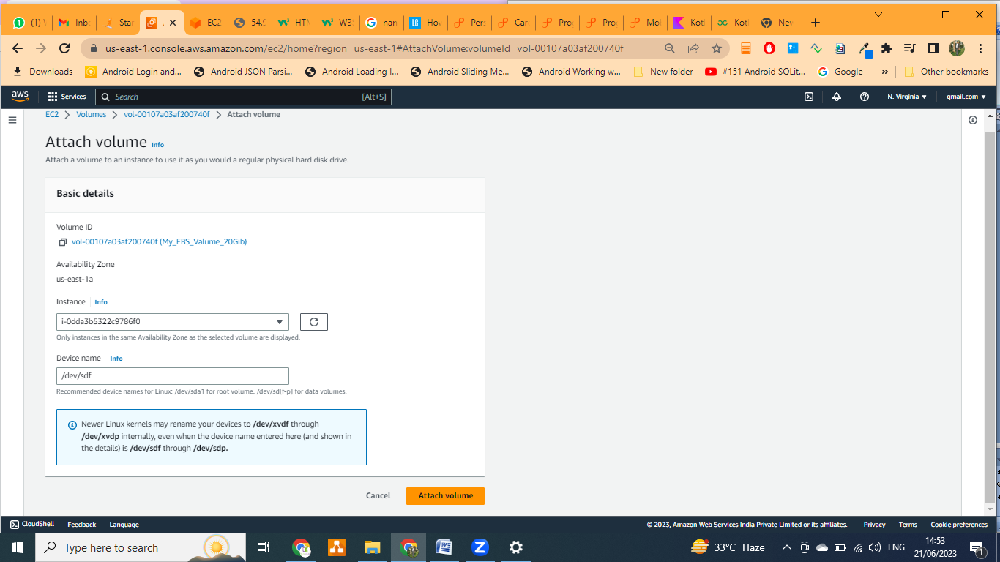 (1)
Inb
Star
EC2
54.9
HTM
W3
nan
How
Pers
Care
Pro
Pro
Mol
Kotl
Kotl
Nev
us-east-1.console.aws.amazon.com/ec2/home?region=us-east-1#AttachVolume:volumeId=vol-00107a03af200740f
Downloads Android Login and... Android JSON Parsi... Android Loading I... Android Sliding Me... Android Working w... New folder #151 Android SQLit... Google » Other bookmarks
aws Services Search [Alt+S] N. Virginia gmail.com
EC2 Volumes vol-00107a03af200740f Attach volume
Attach volume Info
Attach a volume to an instance to use it as you would a regular physical hard disk drive.
Basic details
Volume ID
vol-00107a03af200740f (My_EBS_Valume_20Gib)
Availability Zone
us-east-1a
Instance Info
i-0dda3b5322c9786f0
Only instances in the same Availability Zone as the selected volume are displayed.
Device name Info
/dev/sdf
Recommended device names for Linux: /dev/sda1 for root volume. /dev/sd[f-p] for data volumes.
Newer Linux kernels may rename your devices to /dev/xvdf through
/dev/xvdp internally, even when the device name entered here (and shown in
the details) is /dev/sdf through /dev/sdp.
Cancel Attach volume
CloudShell Feedback Language © 2023, Amazon Web Services India Private Limited or its affiliates. Privacy Terms Cookie preferences
Type here to search 33°C Haze ENG 14:53
21/06/2023 1